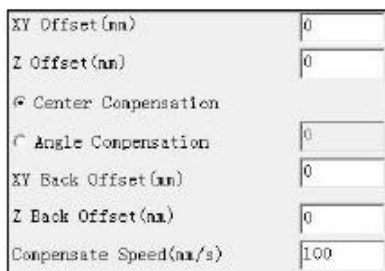 XY Offset(mm) 0
Z Offset(mm) 0
Center Compensation
Angle Compensation 0
XY Back Offset(mm) 0
Z Back Offset(mm) 0
Compensate Speed(mm/s) 100